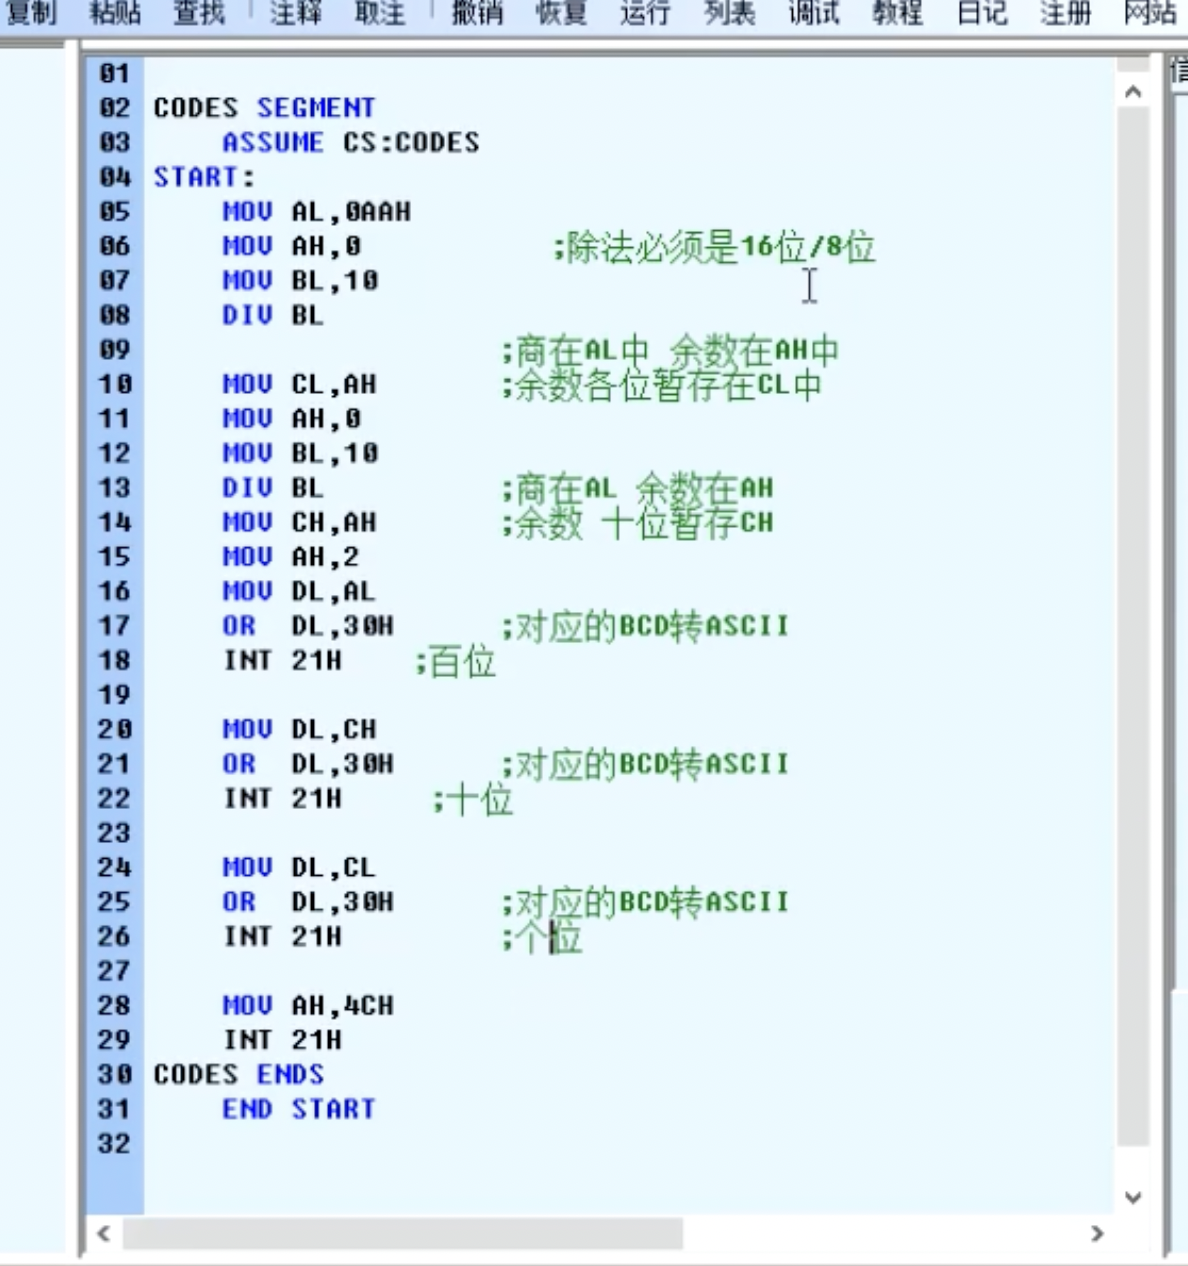 复制 粘贴 查找 注释 取注 撤销 恢复 运行 列表 调试 教程 日记 注册 网站
信
01
02 CODES SEGMENT
03 ASSUME CS:CODES
04 START:
05 MOV AL,0AAH
06 MOV AH,0 ;除法必须是16位/8位
07 MOV BL,10
08 DIV BL
09 ;商在AL中 余数在AH中
10 MOV CL,AH ;余数各位暂存在CL中
11 MOV AH,0
12 MOV BL,10
13 DIV BL ;商在AL 余数在AH
14 MOV CH,AH ;余数 十位暂存CH
15 MOV AH,2
16 MOV DL,AL
17 OR DL,30H ;对应的BCD转ASCII
18 INT 21H ;百位
19
20 MOV DL,CH
21 OR DL,30H ;对应的BCD转ASCII
22 INT 21H ;十位
23
24 MOV DL,CL
25 OR DL,30H ;对应的BCD转ASCII
26 INT 21H ;个位
27
28 MOV AH,4CH
29 INT 21H
30 CODES ENDS
31 END START
32